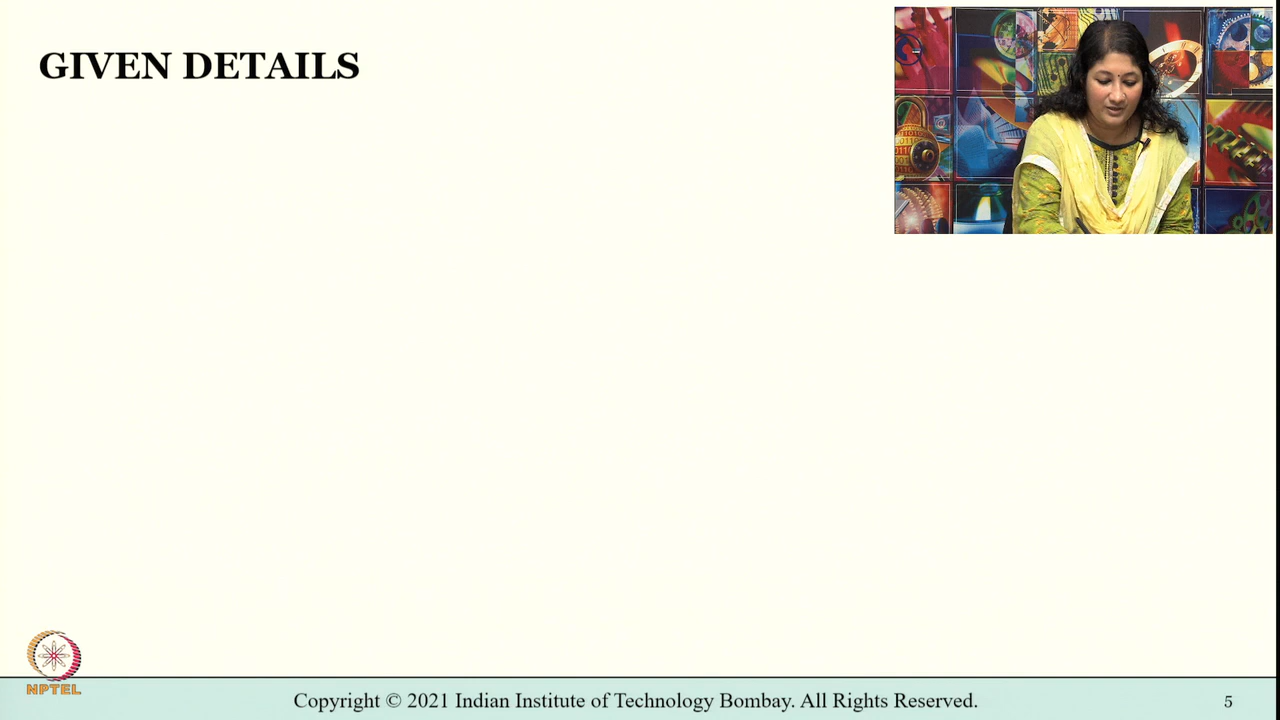 GIVEN DETAILS
NPTEL
Copyright © 2021 Indian Institute of Technology Bombay. All Rights Reserved.
5